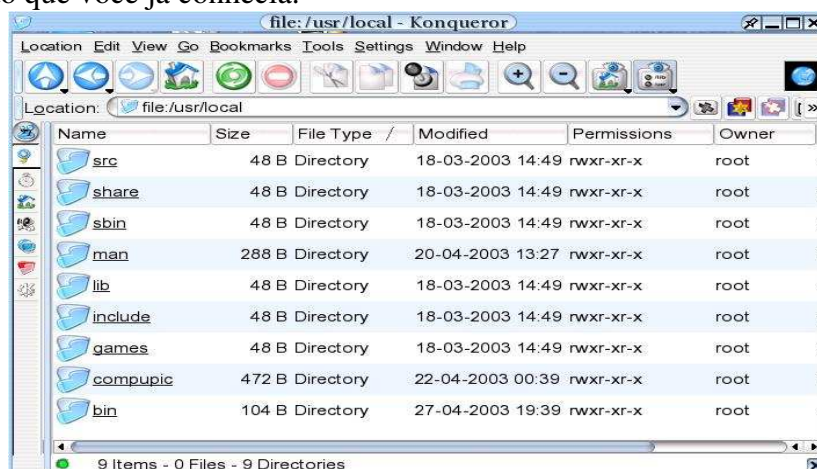 que você já conhecia.
file:/usr/local - Konqueror
Location Edit View Go Bookmarks Tools Settings Window Help
Location: file:/usr/local
Name Size File Type / Modified Permissions Owner
src 48 B Directory 18-03-2003 14:49 rwxr-xr-x root
share 48 B Directory 18-03-2003 14:49 rwxr-xr-x root
sbin 48 B Directory 18-03-2003 14:49 rwxr-xr-x root
man 288 B Directory 20-04-2003 13:27 rwxr-xr-x root
lib 48 B Directory 18-03-2003 14:49 rwxr-xr-x root
include 48 B Directory 18-03-2003 14:49 rwxr-xr-x root
games 48 B Directory 18-03-2003 14:49 rwxr-xr-x root
compupic 472 B Directory 22-04-2003 00:39 rwxr-xr-x root
bin 104 B Directory 27-04-2003 19:39 rwxr-xr-x root
9 Items - 0 Files - 9 Directories